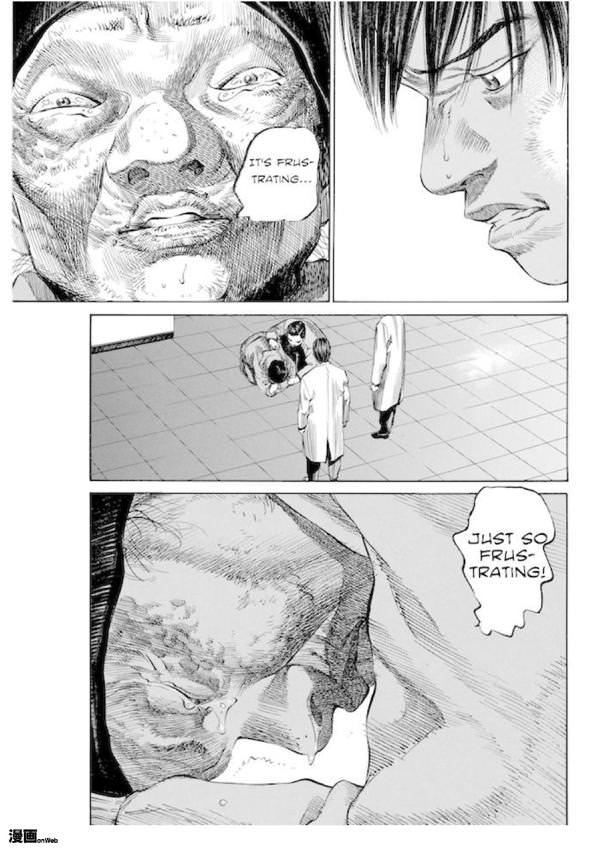 IT'S FRUS-
TRATING...
JUST SO
FRUS-
TRATING!
漫画onWeb